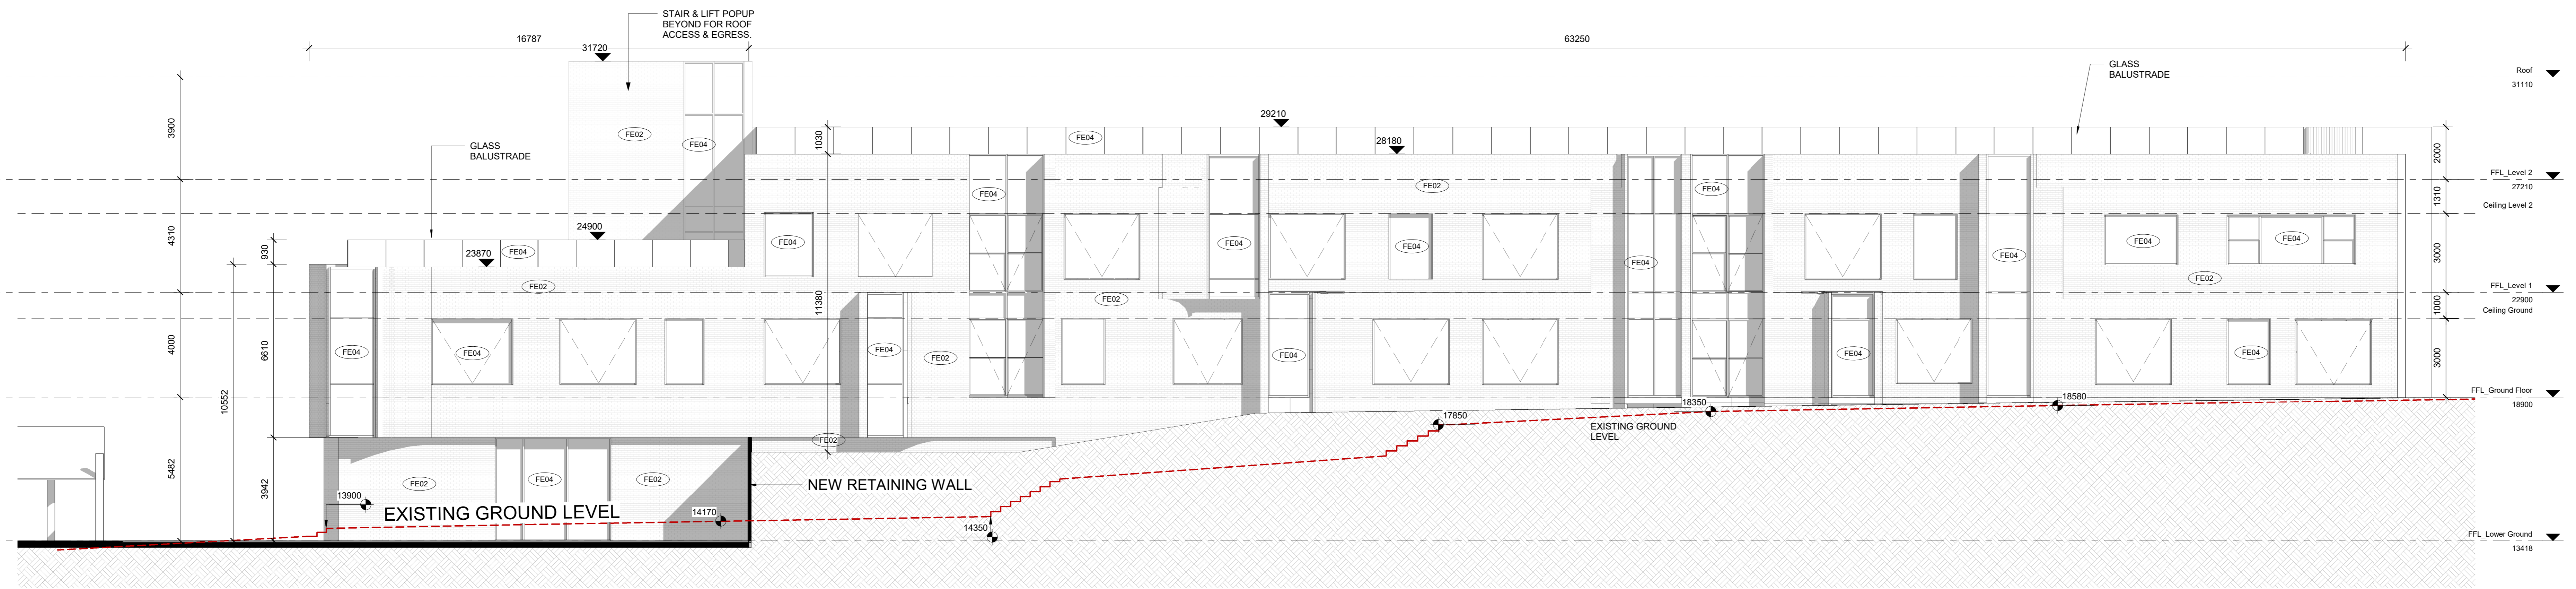 STAIR & LIFT POPUP
BEYOND FOR ROOF
ACCESS & EGRESS.
16787
63250
31720
GLASS
BALUSTRADE
Roof
31110
3900
FE02
FE04
GLASS
BALUSTRADE
1030
29210
FE04
28180
2000
FFL_Level 2
27210
FE04
FE02
FE04
1310
Ceiling Level 2
4310
930
24900
23870
FE04
FE04
FE04
FE04
FE04
FE04
FE04
FE04
3000
FE02
FE02
FE02
FFL_Level 1
22900
11380
1000
Ceiling Ground
4000
10552
6610
FE04
FE04
FE04
FE02
FE04
FE04
FE04
3000
FFL_Ground Floor
18900
17850
18350
18580
EXISTING GROUND
LEVEL
FE02
5482
3942
FE02
FE04
FE02
13900
NEW RETAINING WALL
EXISTING GROUND LEVEL
14170
14350
FFL_Lower Ground
13418